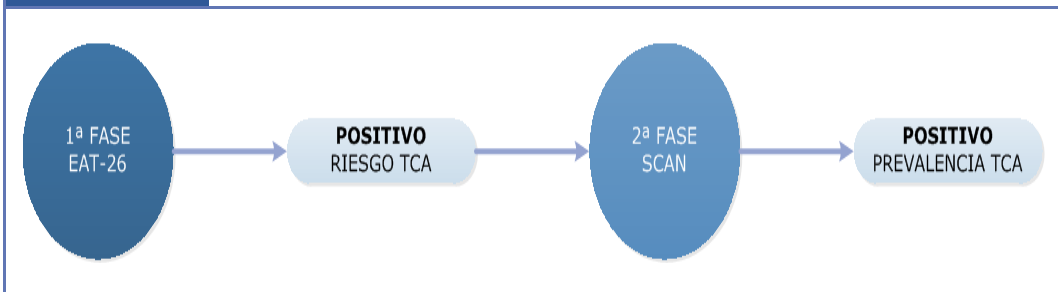 1ª FASE
EAT-26
POSITIVO
RIESGO TCA
2ª FASE
SCAN
POSITIVO
PREVALENCIA TCA